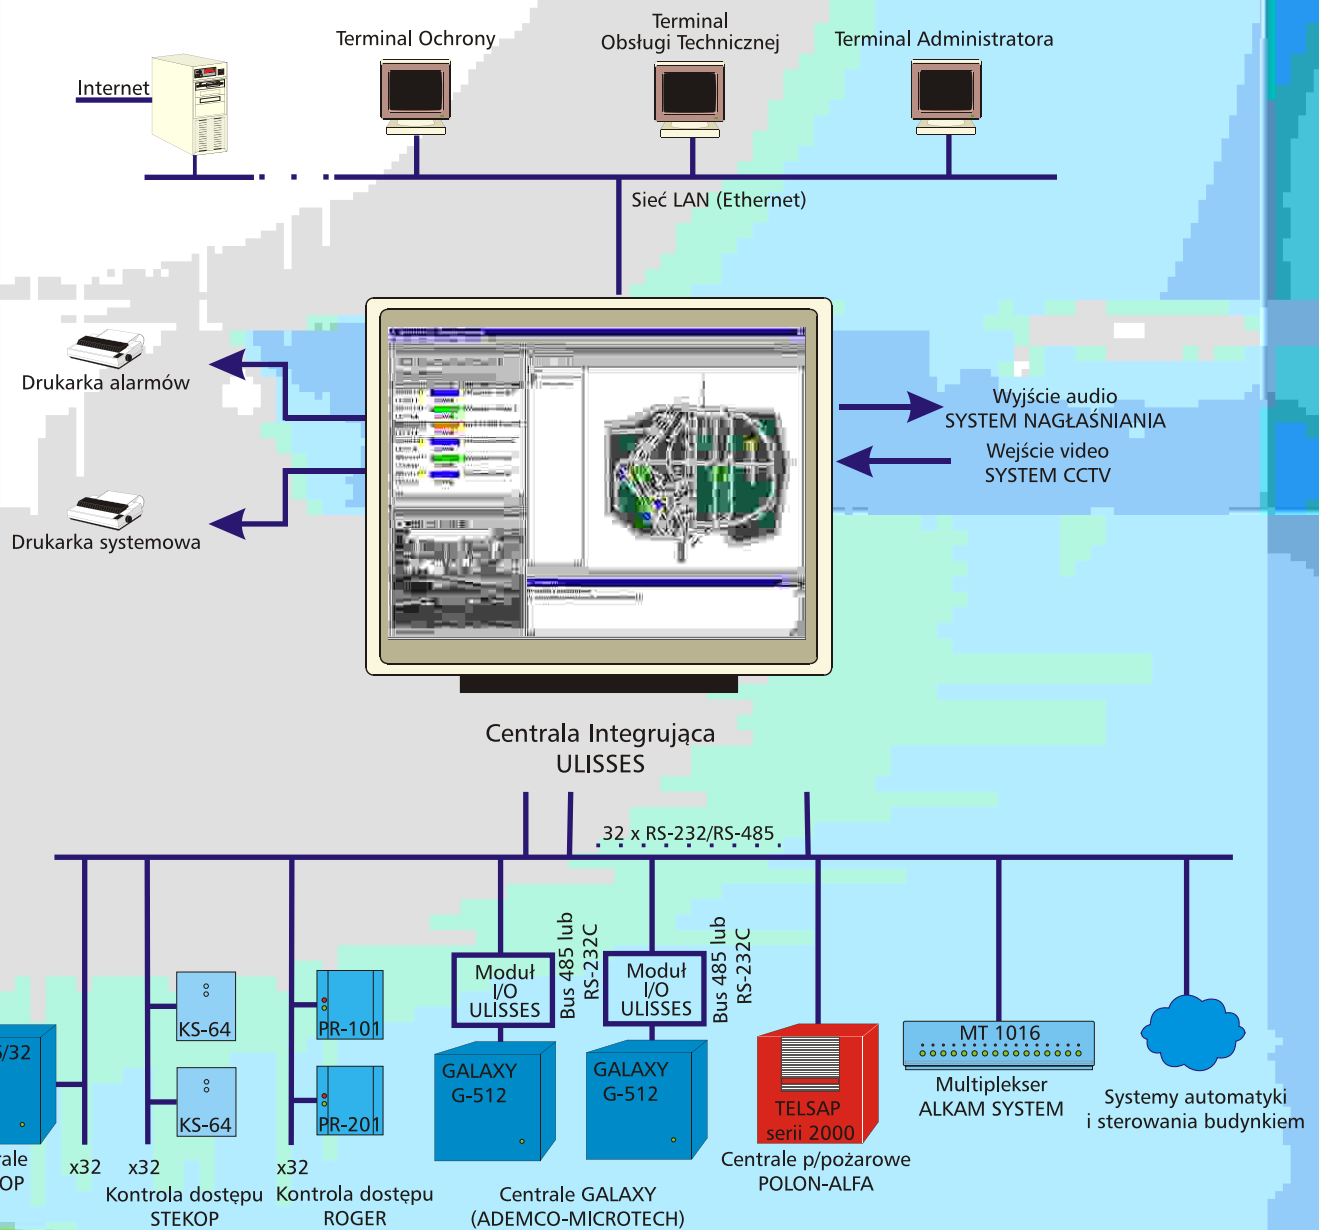 Terminal Ochrony
Terminal
Obsługi Technicznej
Terminal Administratora
Internet
Sieć LAN (Ethernet)
Drukarka alarmów
Drukarka systemowa
Wyjście audio
SYSTEM NAGŁAŚNIANIA
Wejście video
SYSTEM CCTV
Centrala Integrująca
ULISSES
32 x RS-232/RS-485
Bus 485 lub
RS-232C
Bus 485 lub
RS-232C
Moduł
I/O
ULISSES
Moduł
I/O
ULISSES
KS-64
KS-64
PR-101
PR-201
GALAXY
G-512
GALAXY
G-512
TELSAP
serii 2000
MT 1016
/32
x32
x32
x32
Kontrola dostępu
STEKOP
Kontrola dostępu
ROGER
Centrale GALAXY
(ADEMCO-MICROTECH)
Centrale p/pożarowe
POLON-ALFA
Multiplekser
ALKAM SYSTEM
Systemy automatyki
i sterowania budynkiem